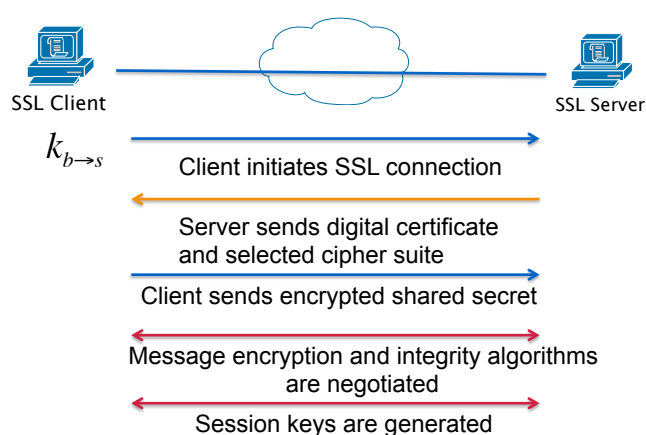 SSL Client
SSL Server
k b→s
Client initiates SSL connection
Server sends digital certificate
and selected cipher suite
Client sends encrypted shared secret
Message encryption and integrity algorithms
are negotiated
Session keys are generated